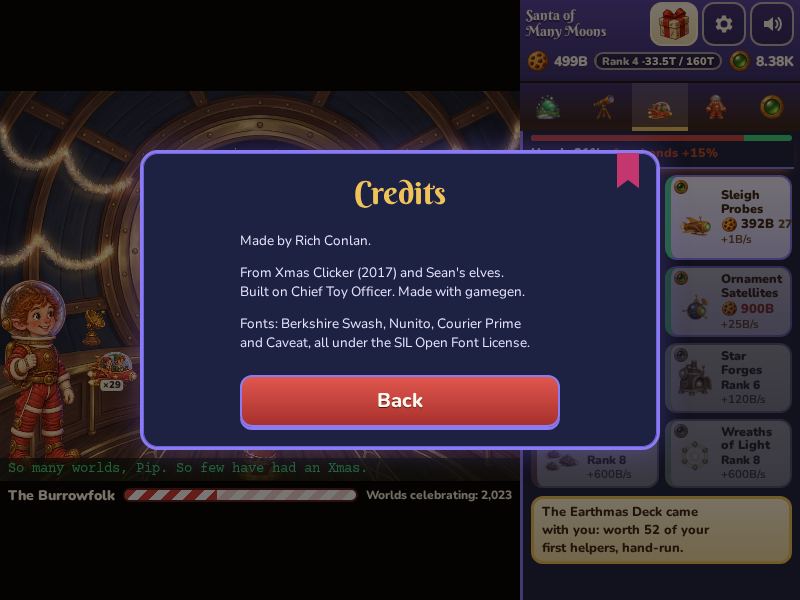 Santa of
Many Moons
499B
Rank 4 -33.5T / 160T
8.38K
+15%
Credits
Made by Rich Conlan.
From Xmas Clicker (2017) and Sean's elves.
Built on Chief Toy Officer. Made with gamegen.
Fonts: Berkshire Swash, Nunito, Courier Prime
and Caveat, all under the SIL Open Font License.
Back
Sleigh
Probes
392B 27
+1B/s
Ornament
Satellites
900B
+25B/s
Star
Forges
Rank 6
+120B/s
Wreaths
of Light
Rank 8
+600B/s
Rank 8
+600B/s
×29
So many worlds, Pip. So few have had an Xmas.
The Burrowfolk
Worlds celebrating: 2,023
The Earthmas Deck came
with you: worth 52 of your
first helpers, hand-run.